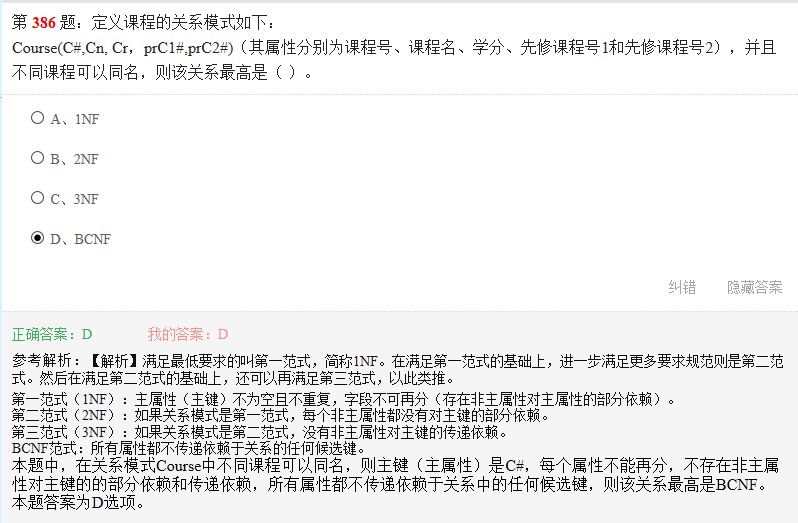 第 386 题：定义课程的关系模式如下：
Course(C#,Cn, Cr，prC1#,prC2#)（其属性分别为课程号、课程名、学分、先修课程号1和先修课程号2），并且
不同课程可以同名，则该关系最高是（ ）。
A、1NF
B、2NF
C、3NF
D、BCNF
纠错 隐藏答案
正确答案：D 我的答案：D
参考解析：【解析】满足最低要求的叫第一范式，简称1NF。在满足第一范式的基础上，进一步满足更多要求规范则是第二范
式。然后在满足第二范式的基础上，还可以再满足第三范式，以此类推。
第一范式（1NF）：主属性（主键）不为空且不重复，字段不可再分（存在非主属性对主属性的部分依赖）。
第二范式（2NF）：如果关系模式是第一范式，每个非主属性都没有对主键的部分依赖。
第三范式（3NF）：如果关系模式是第二范式，没有非主属性对主键的传递依赖。
BCNF范式：所有属性都不传递依赖于关系的任何候选键。
本题中，在关系模式Course中不同课程可以同名，则主键（主属性）是C#，每个属性不能再分，不存在非主属
性对主键的的部分依赖和传递依赖，所有属性都不传递依赖于关系中的任何候选键，则该关系最高是BCNF。
本题答案为D选项。